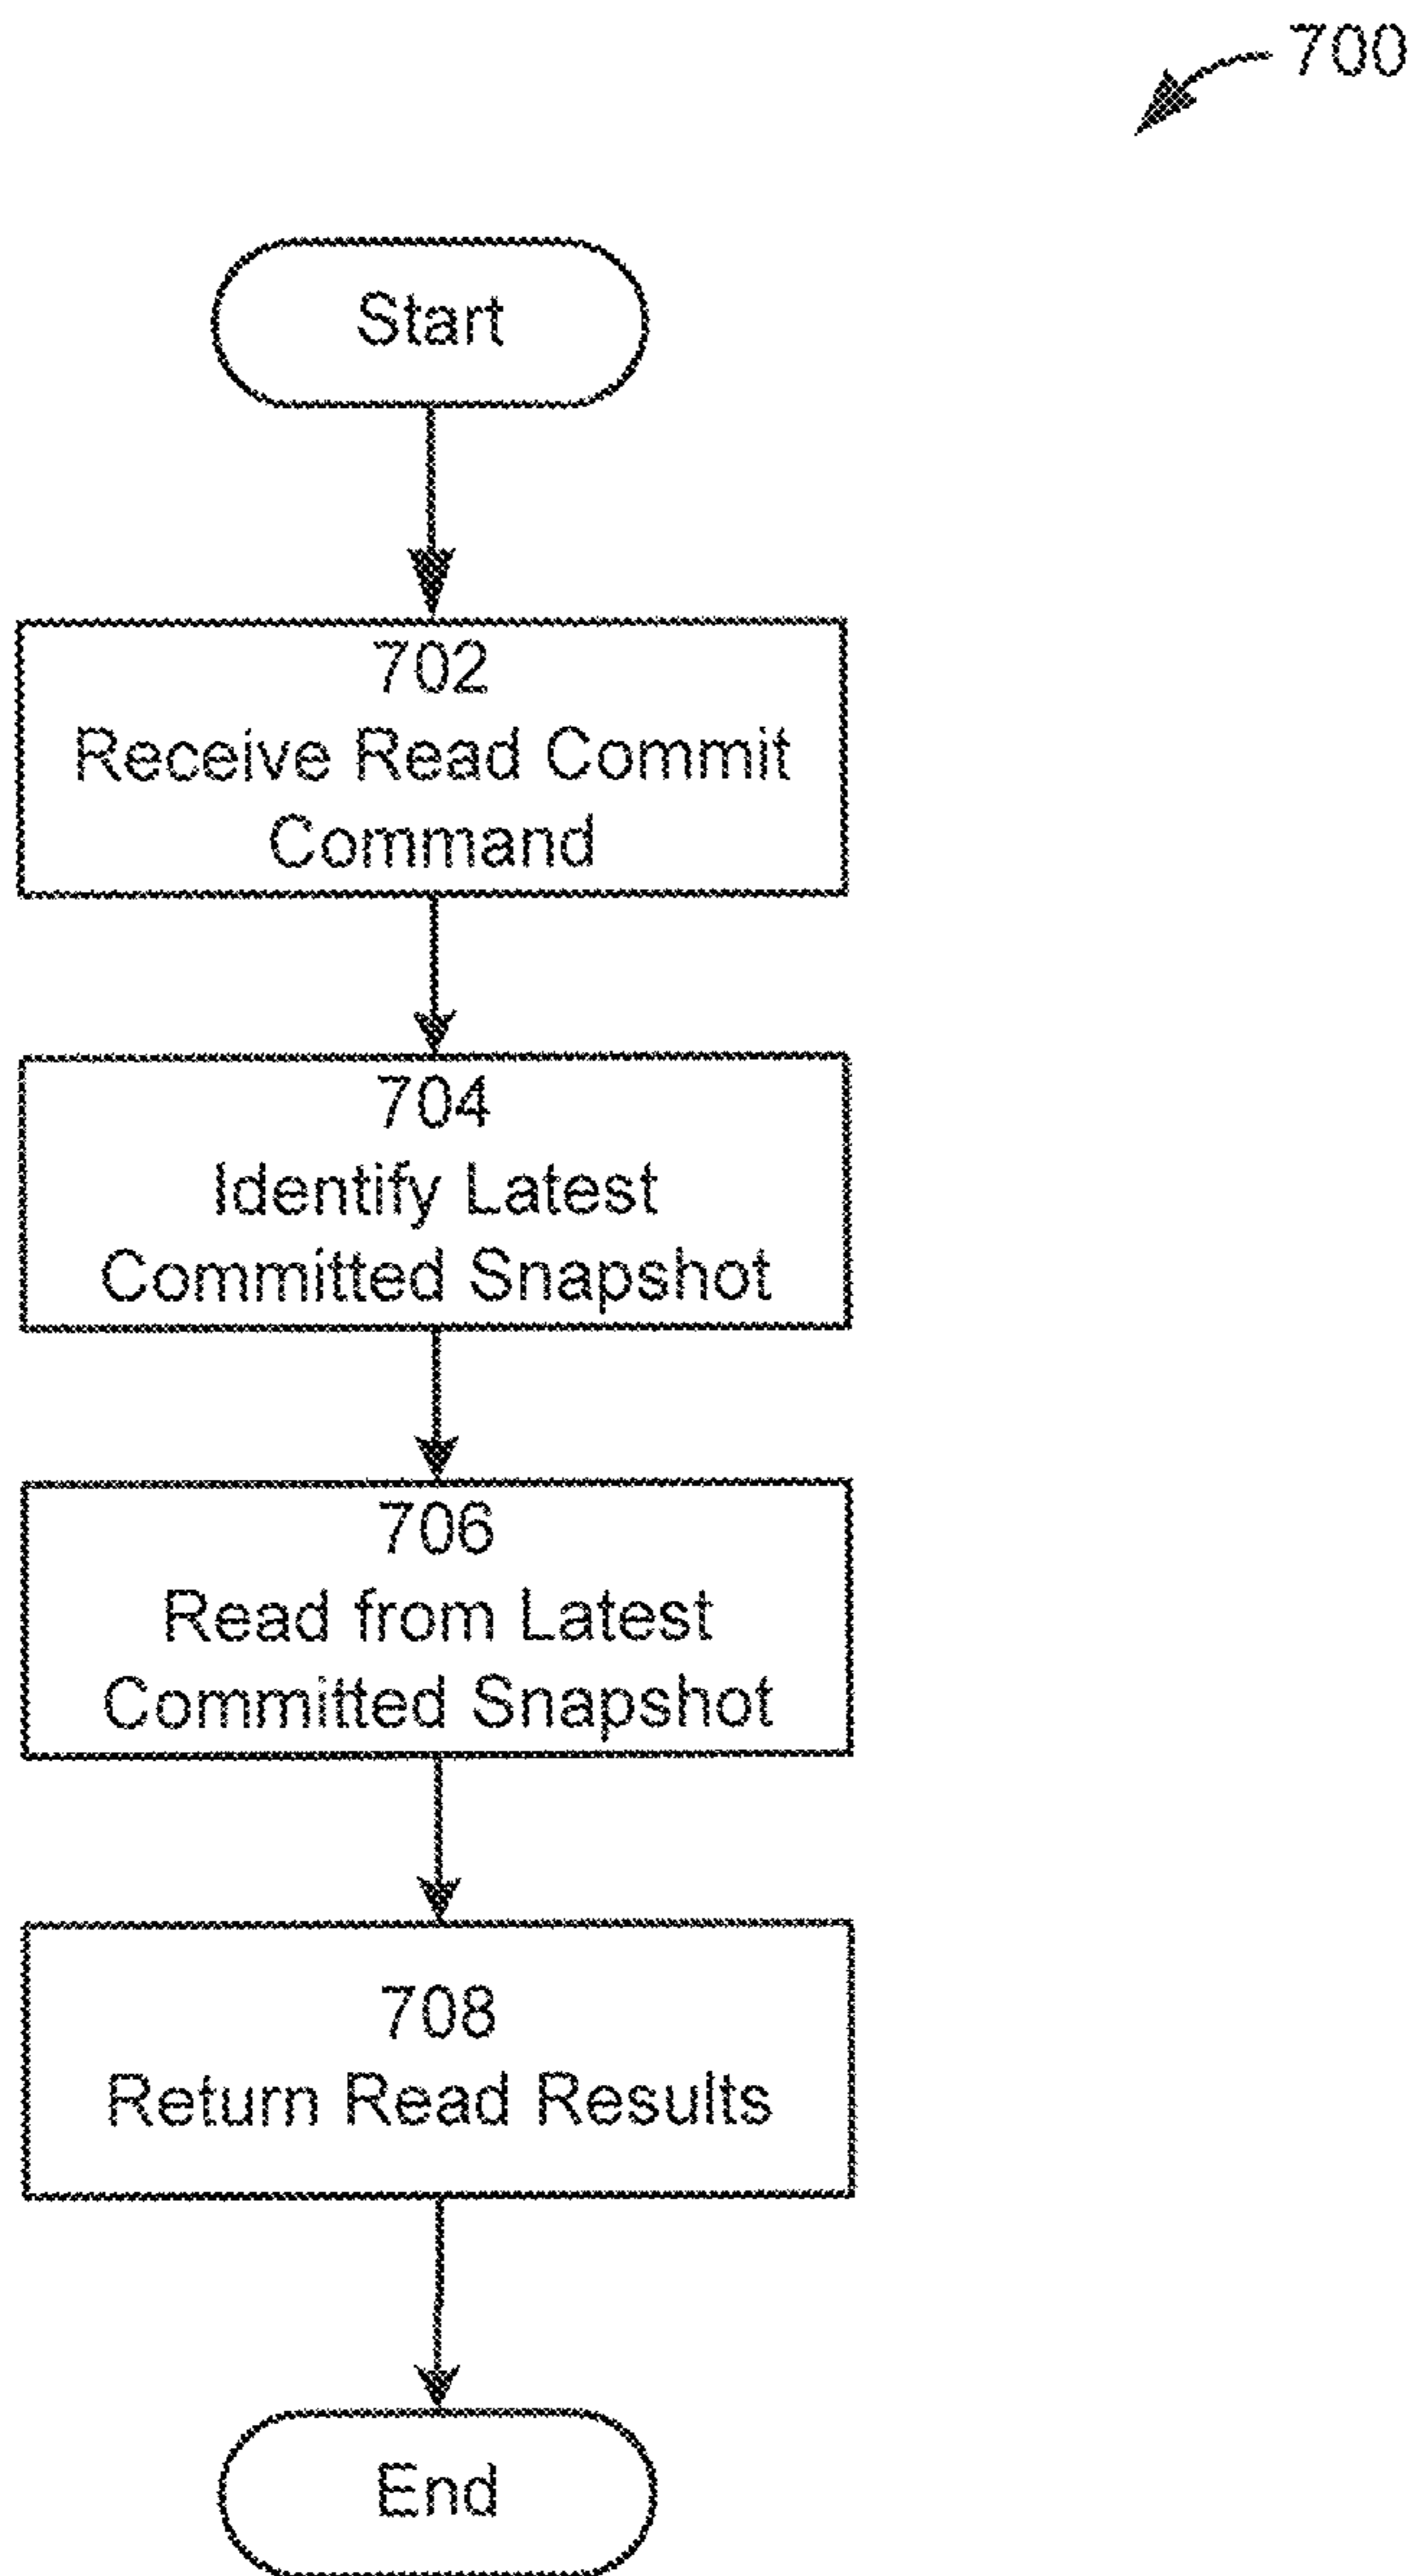 700
Start
702
Receive Read Commit
Command
704
Identify Latest
Committed Snapshot
706
Read from Latest
Committed Snapshot
708
Return Read Results
End